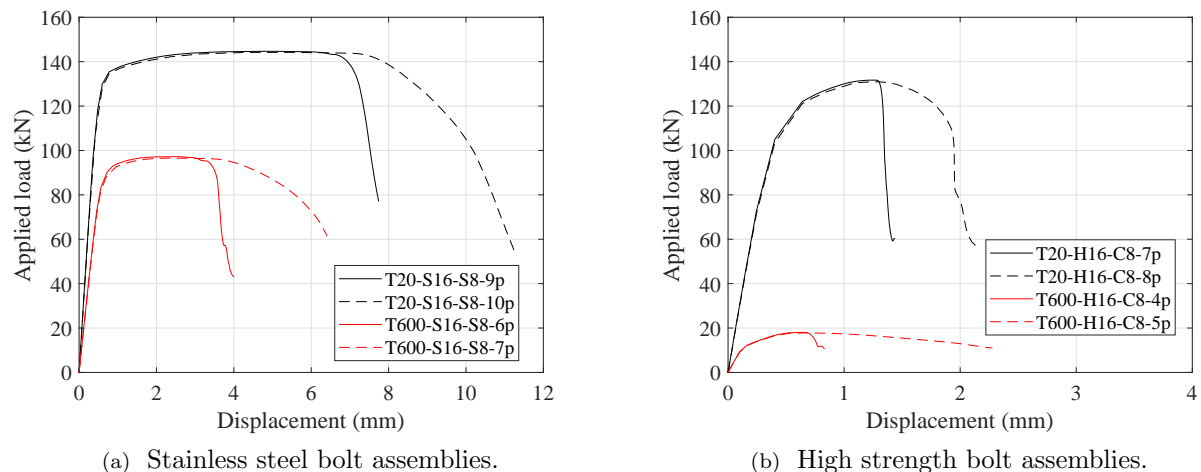 160
140
120
100
80
60
40
20
0
Applied load (kN)
T20-S16-S8-9p
T20-S16-S8-10p
T600-S16-S8-6p
T600-S16-S8-7p
0 2 4 6 8 10 12
Displacement (mm)
(a) Stainless steel bolt assemblies.
160
140
120
100
80
60
40
20
0
Applied load (kN)
T20-H16-C8-7p
T20-H16-C8-8p
T600-H16-C8-4p
T600-H16-C8-5p
0 1 2 3 4
Displacement (mm)
(b) High strength bolt assemblies.